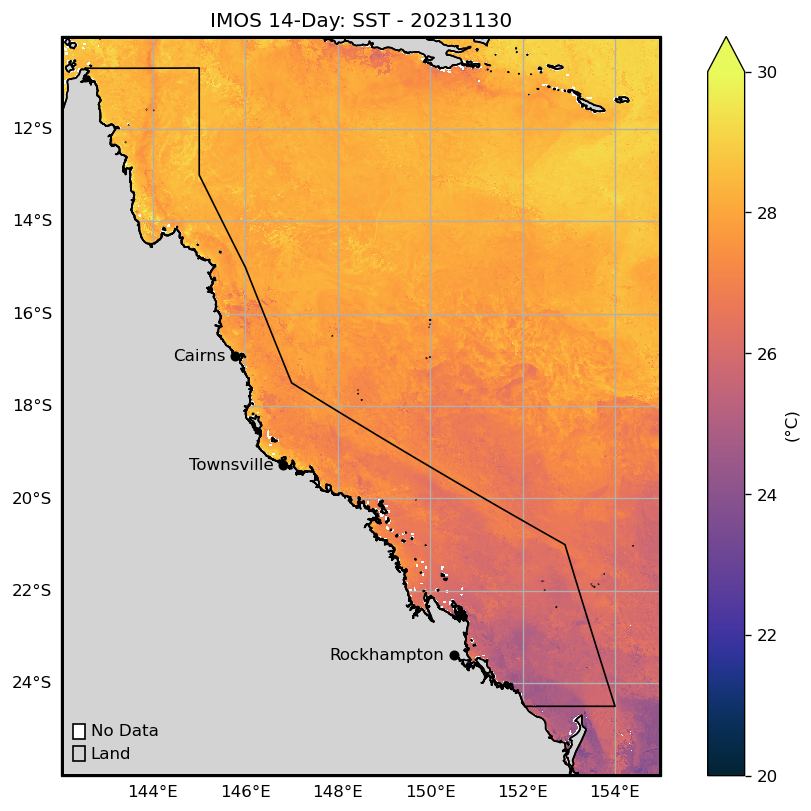 IMOS 14-Day: SST - 20231130
12°S
14°S
16°S
18°S
20°S
22°S
24°S
Cairns
Townsville
Rockhampton
No Data
Land
144°E 146°E 148°E 150°E 152°E 154°E
30
28
26
24
22
20
(°C)